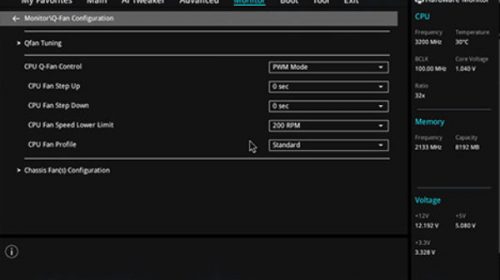 My Favorites Main Ai Tweaker Advanced Monitor Boot Tool Exit
Hardware Monitor
← Monitor\Q-Fan Configuration
CPU
> Qfan Tuning
Frequency Temperature
3200 MHz 30°C
CPU Q-Fan Control PWM Mode
BCLK Core Voltage
100.00 MHz 1.040 V
CPU Fan Step Up 0 sec
Ratio
32x
CPU Fan Step Down 0 sec
CPU Fan Speed Lower Limit 200 RPM
Memory
CPU Fan Profile Standard
Frequency Capacity
2133 MHz 8192 MB
> Chassis Fan(s) Configuration
Voltage
+12V +5V
12.192 V 5.080 V
+3.3V
3.328 V